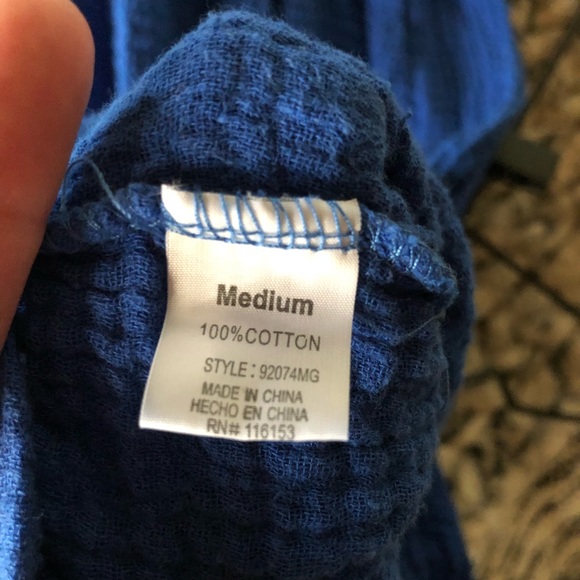 Medium
100%COTTON
STYLE: 92074MG
MADE IN CHINA
HECHO EN CHINA
RN# 116153